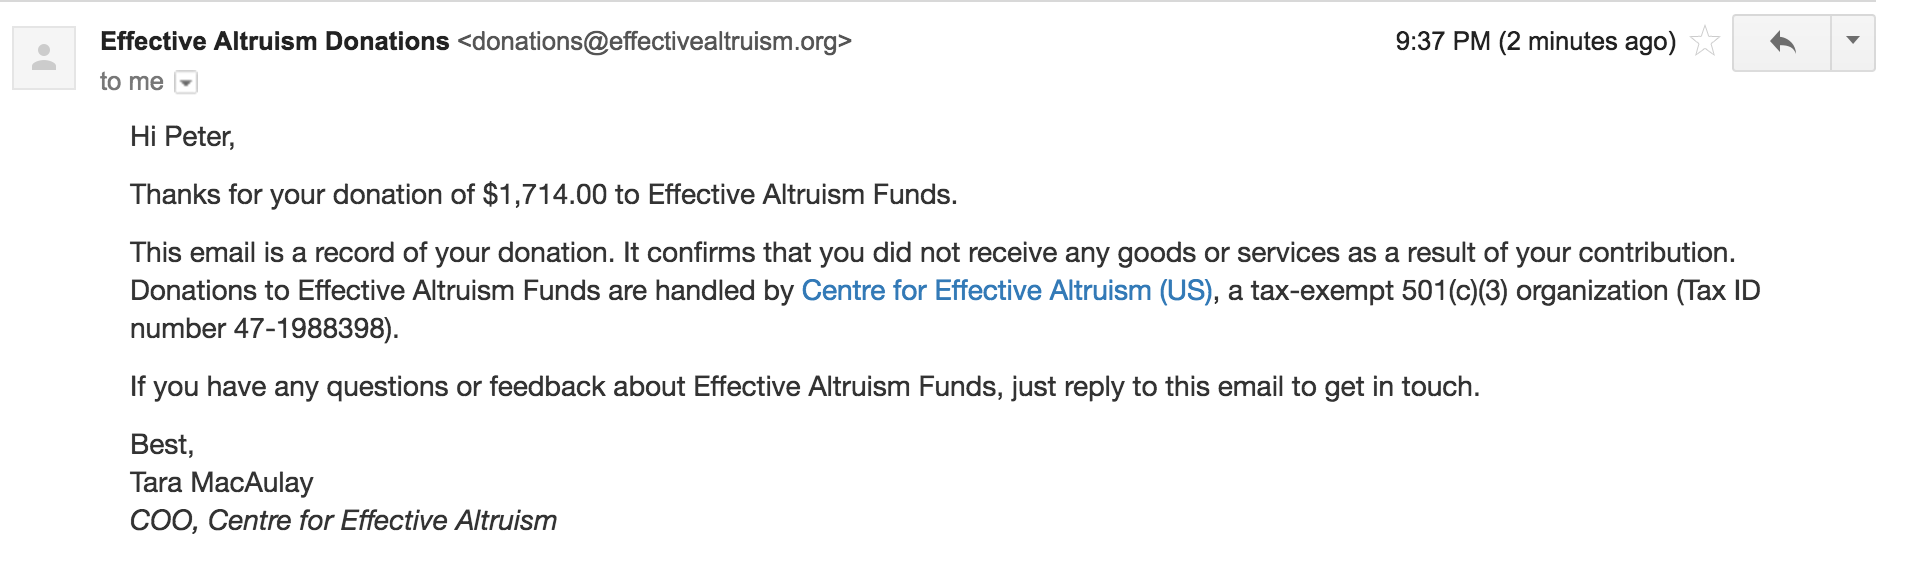 Effective Altruism Donations <donations@effectivealtruism.org> 9:37 PM (2 minutes ago)
to me
Hi Peter,
Thanks for your donation of $1,714.00 to Effective Altruism Funds.
This email is a record of your donation. It confirms that you did not receive any goods or services as a result of your contribution.
Donations to Effective Altruism Funds are handled by Centre for Effective Altruism (US), a tax-exempt 501(c)(3) organization (Tax ID
number 47-1988398).
If you have any questions or feedback about Effective Altruism Funds, just reply to this email to get in touch.
Best,
Tara MacAulay
COO, Centre for Effective Altruism